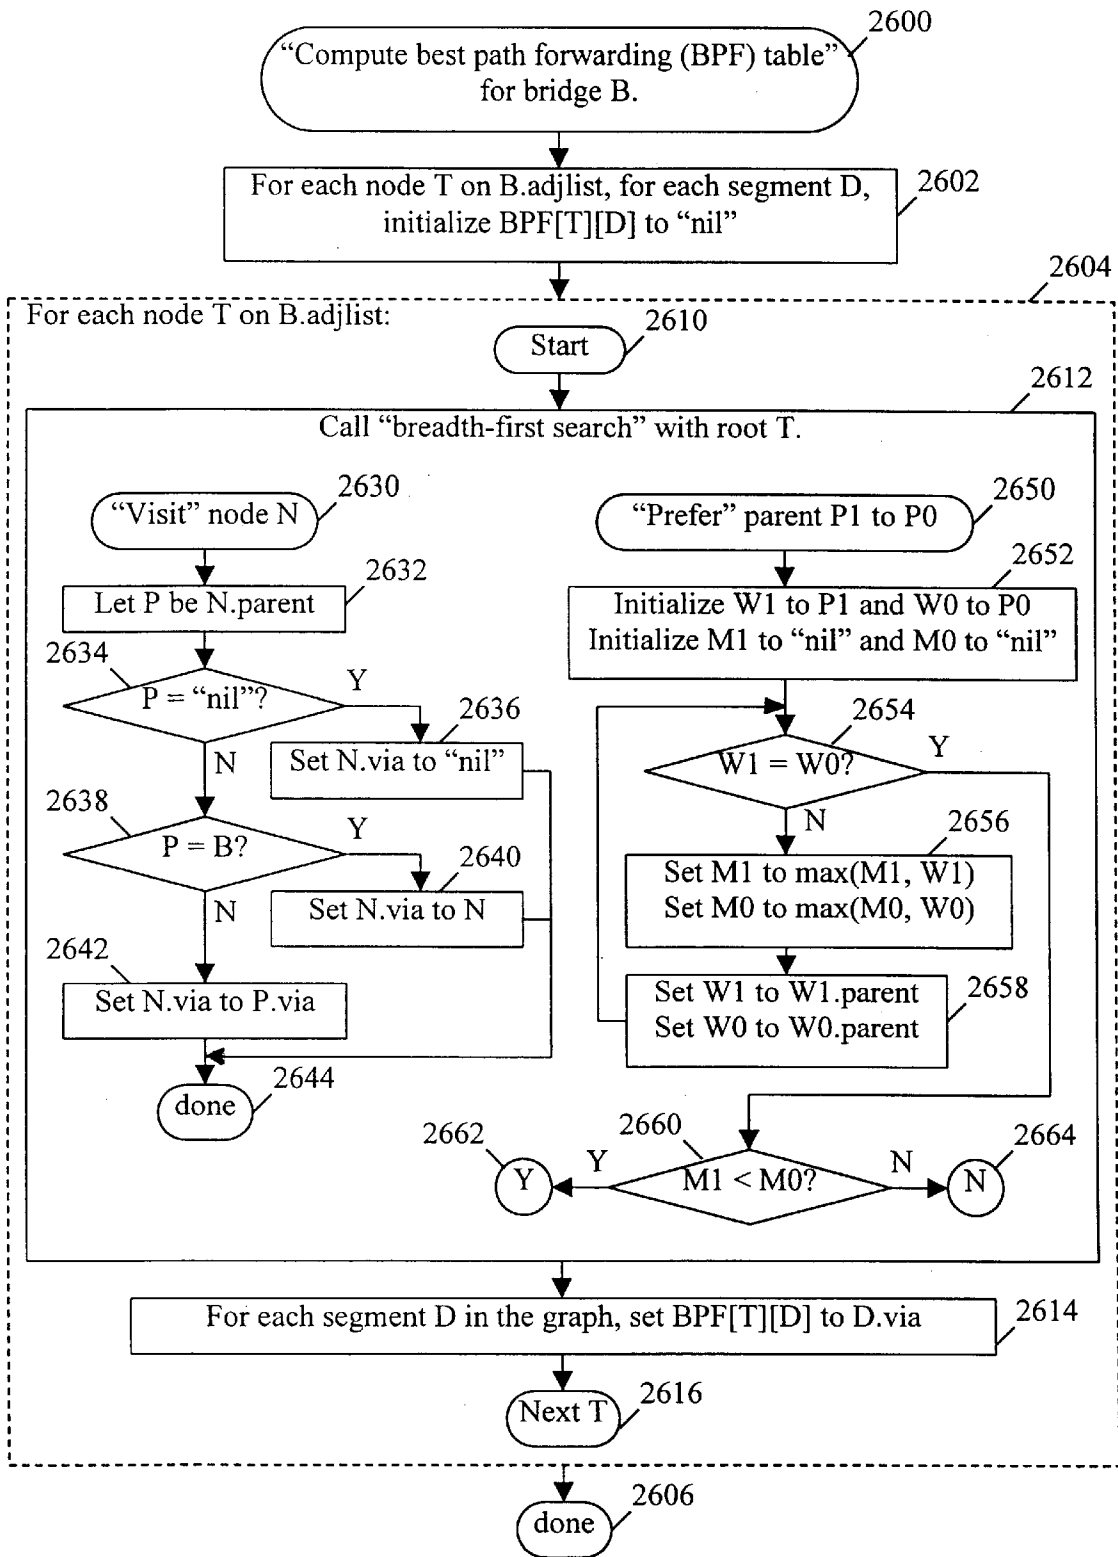 2600
“Compute best path forwarding (BPF) table”
for bridge B.
2602
For each node T on B.adjlist, for each segment D,
initialize BPF[T][D] to “nil”
2604
For each node T on B.adjlist:
2610
Start
2612
Call “breadth-first search” with root T.
2630
“Visit” node N
2632
Let P be N.parent
2634
P = “nil”?
Y
N
2636
Set N.via to “nil”
2638
P = B?
Y
N
2640
Set N.via to N
2642
Set N.via to P.via
2644
done
2650
“Prefer” parent P1 to P0
2652
Initialize W1 to P1 and W0 to P0
Initialize M1 to “nil” and M0 to “nil”
2654
W1 = W0?
Y
N
2656
Set M1 to max(M1, W1)
Set M0 to max(M0, W0)
2658
Set W1 to W1.parent
Set W0 to W0.parent
2660
M1 < M0?
Y
N
2662
Y
2664
N
For each segment D in the graph, set BPF[T][D] to D.via
2614
2616
Next T
2606
done